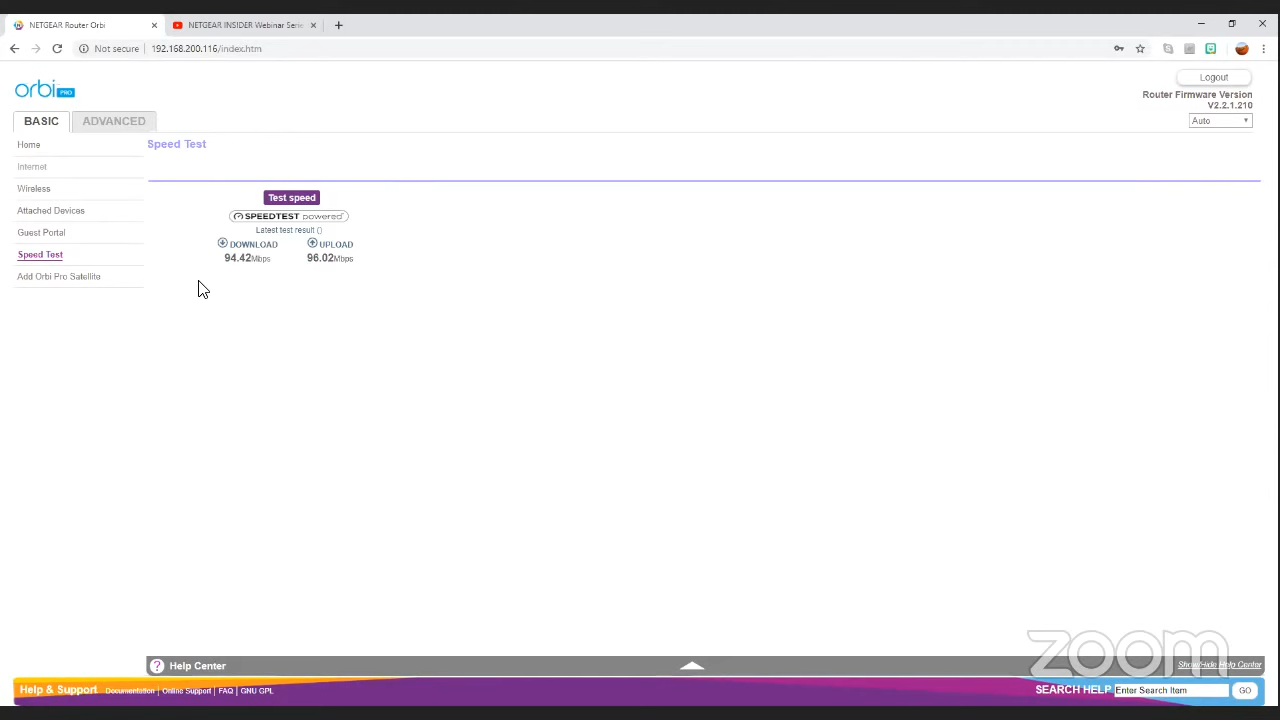 NETGEAR Router Orbi
NETGEAR INSIDER Webinar Serie
Not secure
192.168.200.116/index.htm
orbi PRO
Logout
Router Firmware Version
V2.2.1.210
Auto
BASIC
ADVANCED
Home
Internet
Wireless
Attached Devices
Guest Portal
Speed Test
Add Orbi Pro Satellite
Speed Test
Test speed
SPEEDTEST powered
Latest test result ()
DOWNLOAD UPLOAD
94.42Mbps 96.02Mbps
? Help Center
Show/Hide Help Center
zoom
Help & Support Documentation | Online Support | FAQ | GNU GPL
SEARCH HELP Enter Search Item GO